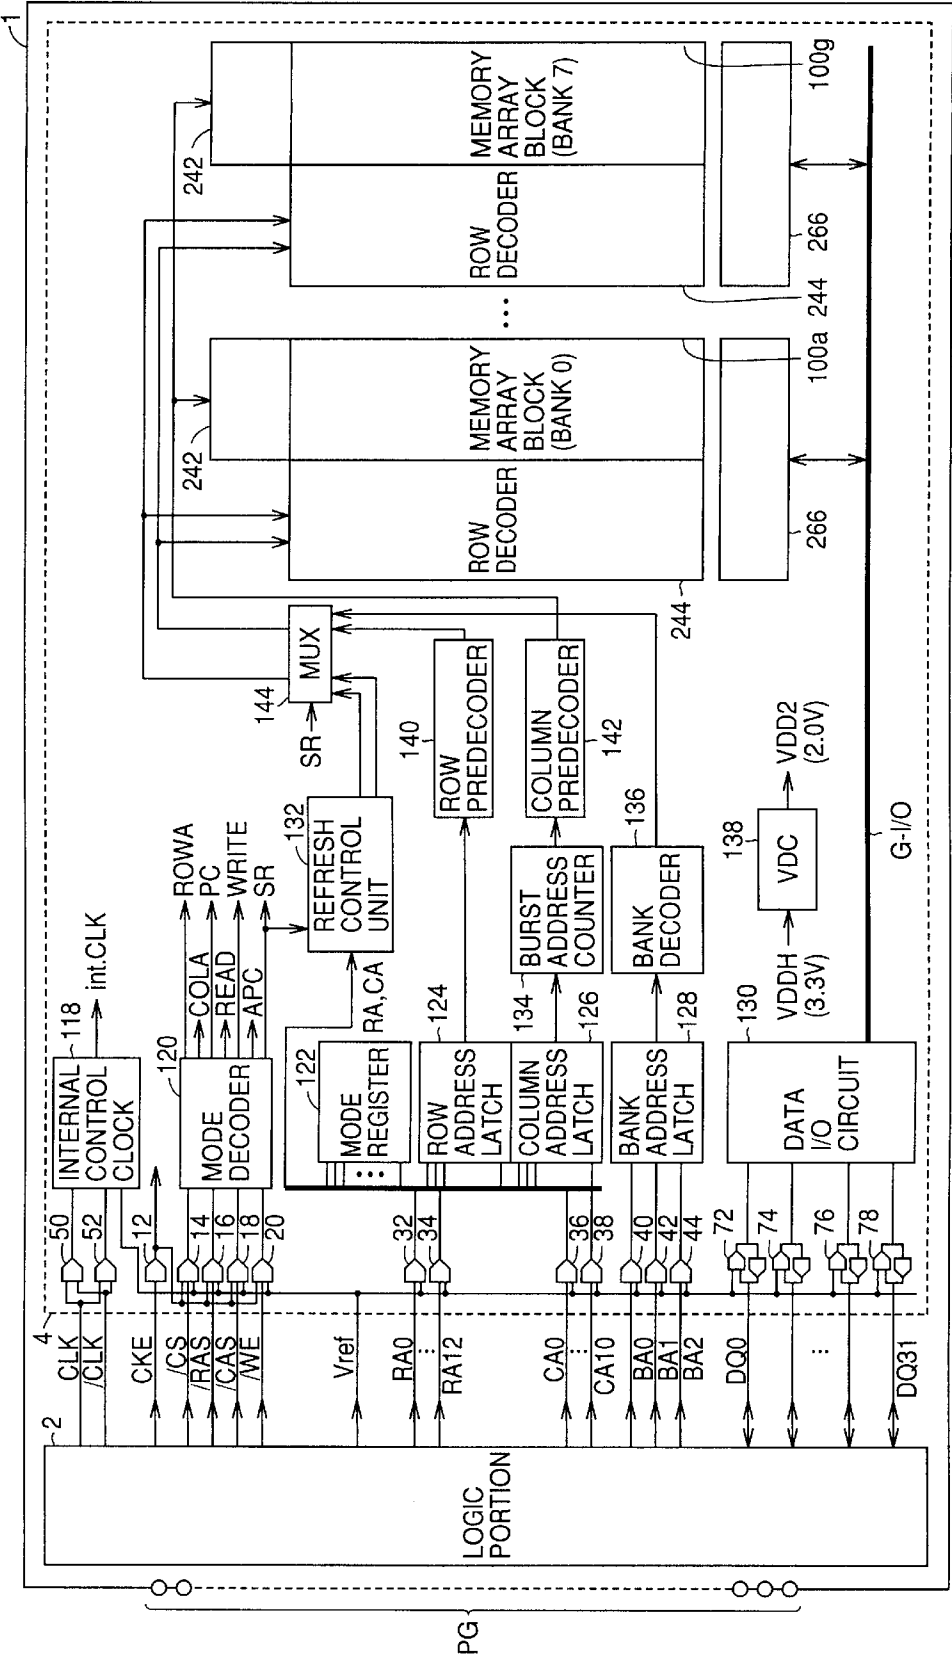 1
PG
LOGIC
PORTION
2
4
CLK
/CLK
CKE
/CS
/RAS
/CAS
/WE
Vref
RA0
⋮
RA12
CA0
⋮
CA10
BA0
BA1
BA2
DQ0
⋮
DQ31
50
52
12
14
16
18
20
32
34
36
38
40
42
44
72
74
76
78
INTERNAL
CONTROL
CLOCK
118
int.CLK
MODE
DECODER
120
ROWA
COLA
PC
READ
WRITE
APC
SR
MODE
REGISTER
122
RA,CA
REFRESH
CONTROL
UNIT
132
ROW
ADDRESS
LATCH
124
COLUMN
ADDRESS
LATCH
126
BANK
ADDRESS
LATCH
128
DATA
I/O
CIRCUIT
130
BURST
ADDRESS
COUNTER
134
BANK
DECODER
136
VDDH
(3.3V)
VDC
138
VDD2
(2.0V)
ROW
PREDECODER
140
COLUMN
PREDECODER
142
SR
MUX
144
G-I/O
ROW
DECODER
244
MEMORY
ARRAY
BLOCK
(BANK 0)
242
100a
266
...
ROW
DECODER
244
MEMORY
ARRAY
BLOCK
(BANK 7)
242
100g
266